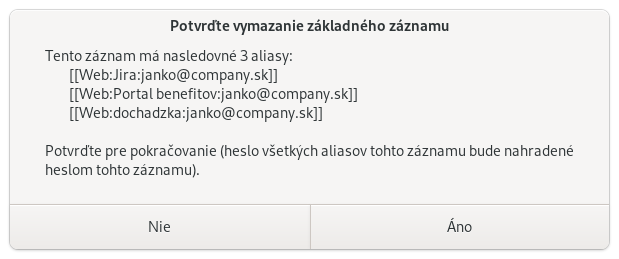 Potvrďte vymazanie základného záznamu
Tento záznam má nasledovné 3 aliasy:
[[Web:Jira:janko@company.sk]]
[[Web:Portal benefitov:janko@company.sk]]
[[Web:dochadzka:janko@company.sk]]
Potvrďte pre pokračovanie (heslo všetkých aliasov tohto záznamu bude nahradené
heslom tohto záznamu).
Nie
Áno